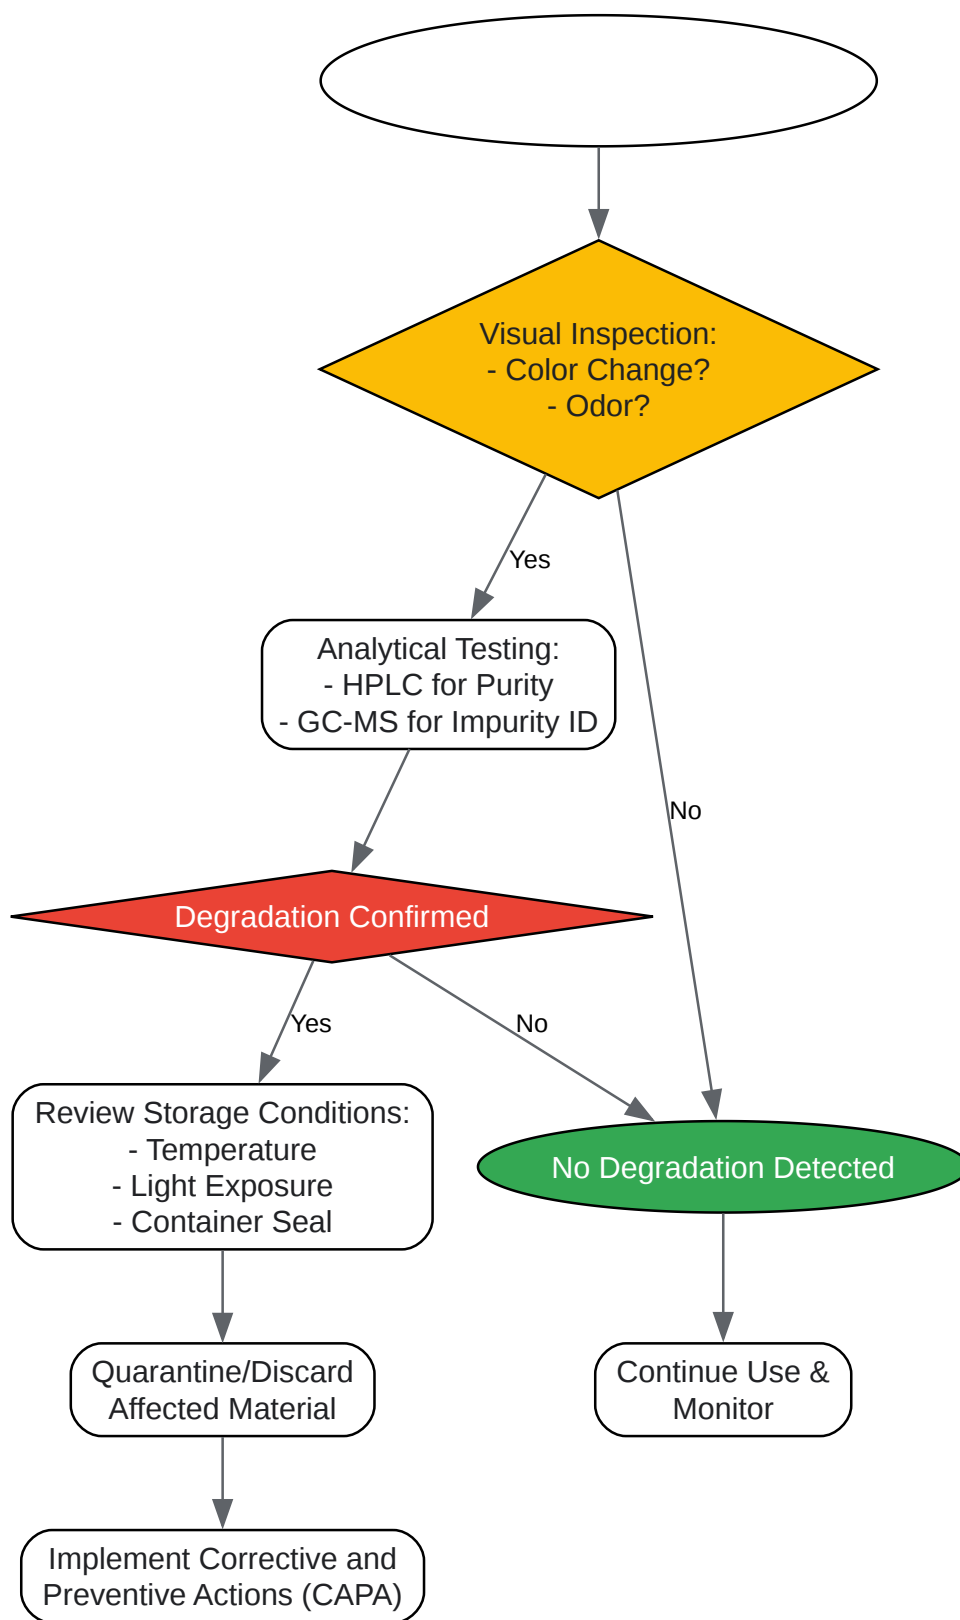 Visual Inspection:
- Color Change?
- Odor?
Yes
Analytical Testing:
- HPLC for Purity
- GC-MS for Impurity ID
No
Degradation Confirmed
Yes
No
Review Storage Conditions:
- Temperature
- Light Exposure
- Container Seal
No Degradation Detected
Quarantine/Discard
Affected Material
Continue Use &
Monitor
Implement Corrective and
Preventive Actions (CAPA)